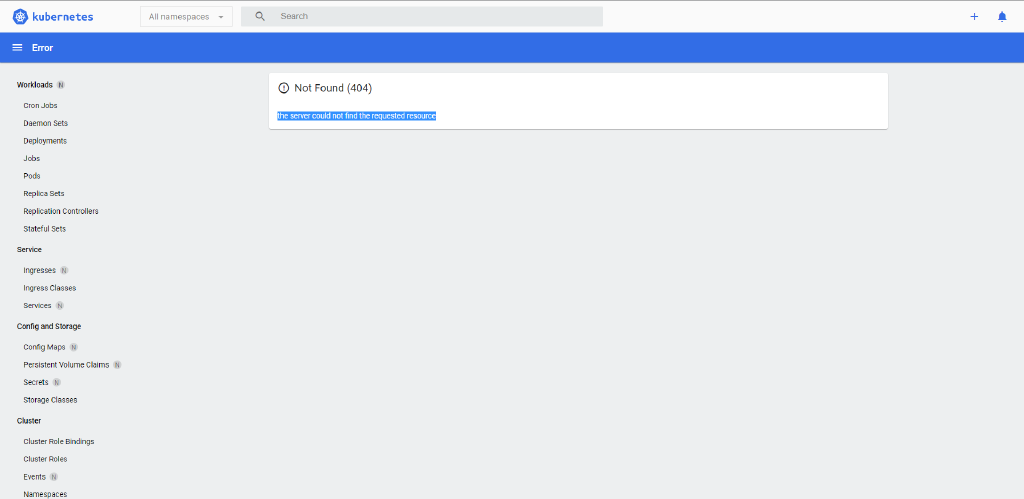 kubernetes
All namespaces
Search
Error
Workloads N
Cron Jobs
Daemon Sets
Deployments
Jobs
Pods
Replica Sets
Replication Controllers
Stateful Sets
Service
Ingresses N
Ingress Classes
Services N
Config and Storage
Config Maps N
Persistent Volume Claims N
Secrets N
Storage Classes
Cluster
Cluster Role Bindings
Cluster Roles
Events N
Namespaces
Not Found (404)
the server could not find the requested resource